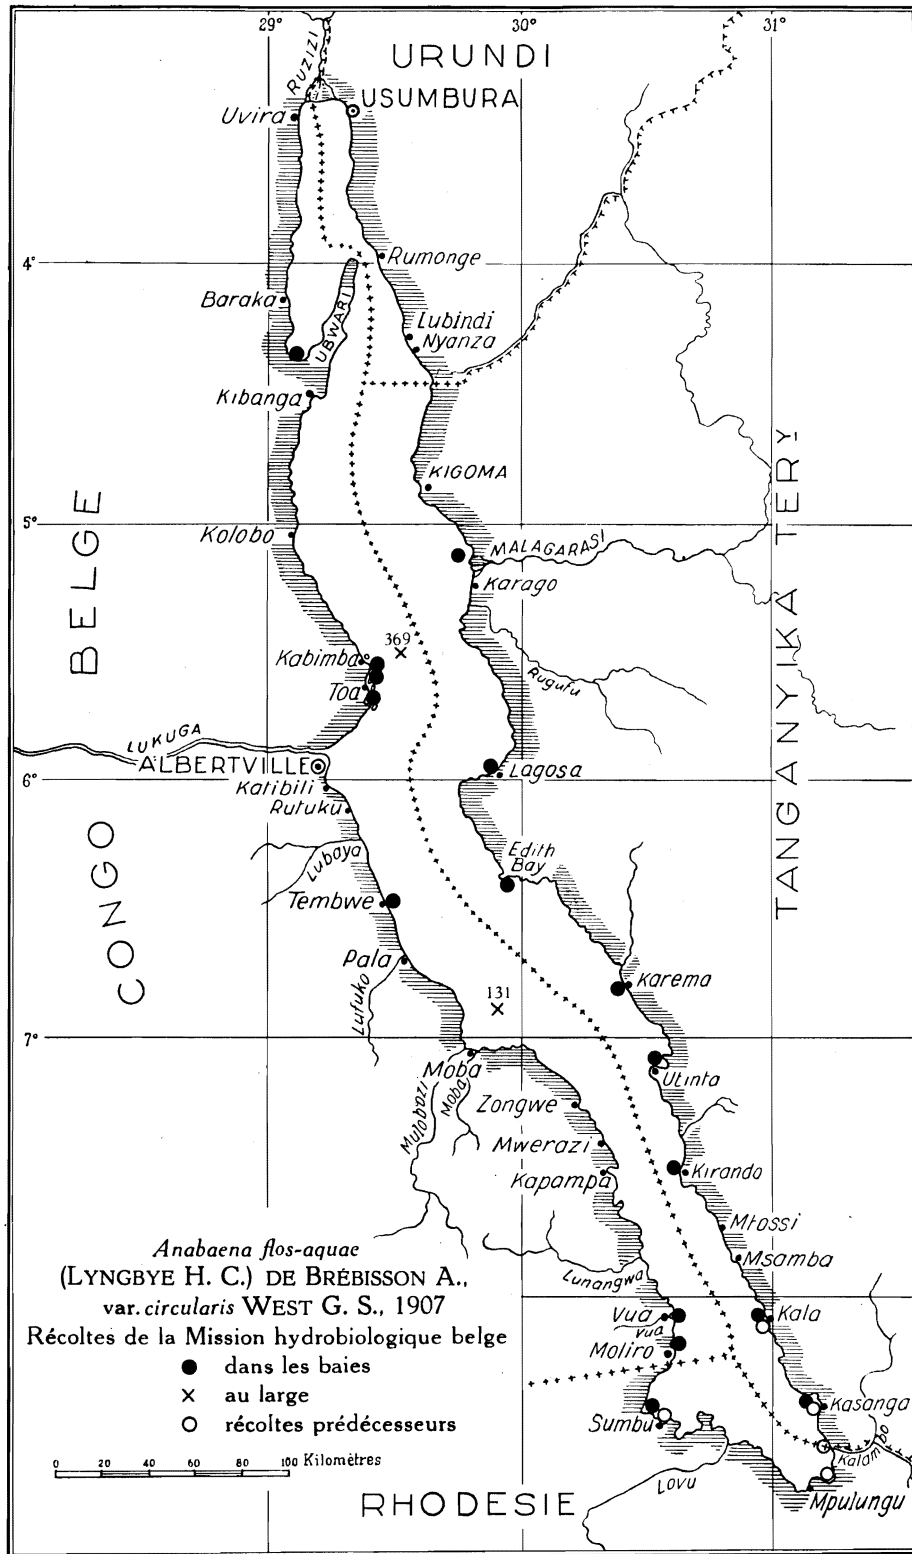 29°
30°
31°
RUZIZI
URUNDI
USUMBURA
Uvira
4°
Rumonge
Baraka
UBWARI
Lubindi
Nyanza
Kibanga
KIGOMA
TANGANYIKA TERY
BELGE
5°
Kolobo
MALAGARASI
Karago
369
Kabimba
Toa
Rugufu
LUKUGA
ALBERTVILLE
6°
Lagosa
Katibili
Rutuku
CONGO
Lubaya
Edith
Bay
Tembwe
Pala
Lufuko
Karema
131
7°
Moba
Mulobozi
Moba
Utinta
Zongwe
Mwerazi
Kapampa
Kirando
Mtossi
Msamba
Lunangwa
Anabaena flos-aquae
(LYNGBYE H. C.) DE BRÉBISSON A.,
var. circularis WEST G. S., 1907
Récoltes de la Mission hydrobiologique belge
dans les baies
au large
récoltes prédécesseurs
Vua
Vua
Kala
Moliro
Sumbu
Kasanga
Kalambo
0 20 40 60 80 100 Kilomètres
Lovu
Mpulungu
RHODESIE